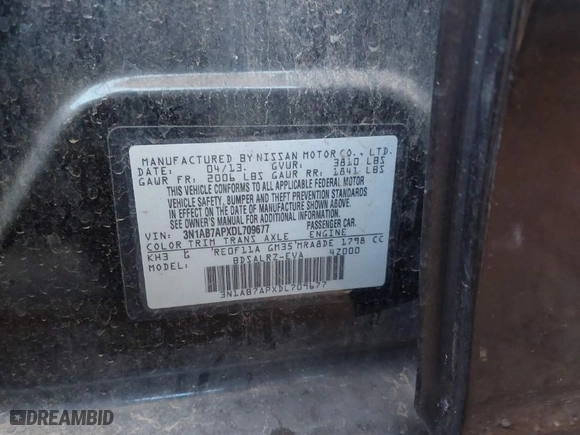 MANUFACTURED BY NISSAN MOTOR CO., LTD.
DATE: 04/13. GVUR: 3810 LBS
GAUR FR: 2006 LBS GAUR RR: 1841 LBS
THIS VEHICLE CONFORMS TO ALL APPLICABLE FEDERAL MOTOR
VEHICLE SAFETY, BUMPER AND THEFT PREVENTION STANDARDS
IN EFFECT ON THE DATE OF MANUFACTURE SHOWN ABOVE.
SEE OWNER'S MANUAL FOR ADDITIONAL INFORMATION.
VIN: 3N1AB7APXDL709677 PASSENGER CAR.
COLOR TRIM TRANS AXLE ENGINE
KH3 G RE0F11A GM35 MRA8DE 1798 CC
MODEL: BDSALRZ-EVA 42000
3N1AB7APXDL709677
DREAMBID